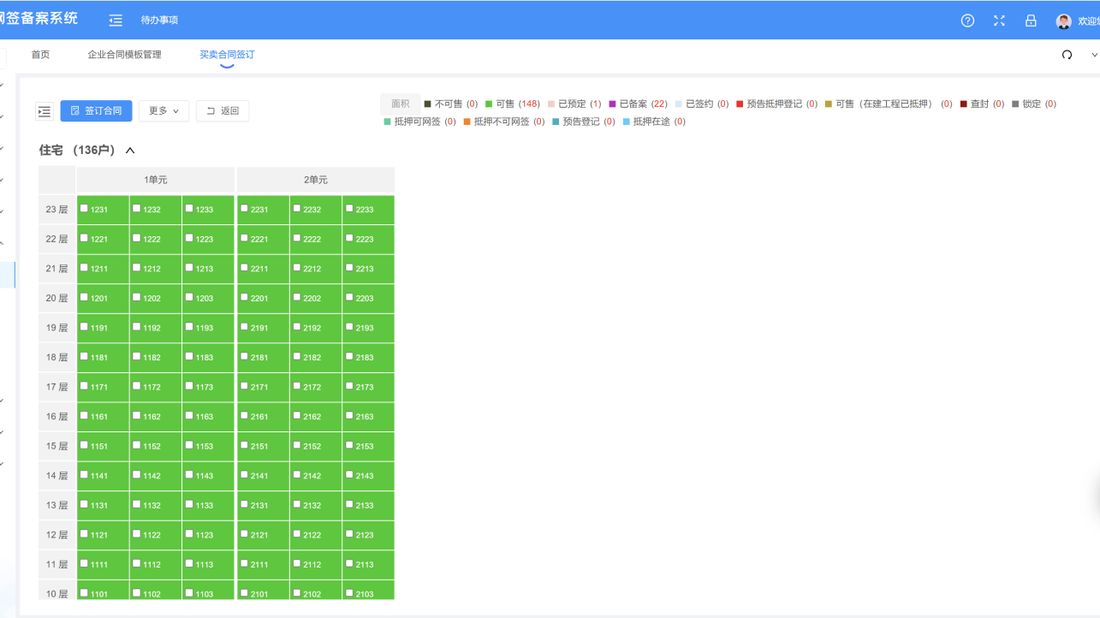 网签备案系统 待办事项
首页 企业合同模板管理 买卖合同签订
签订合同 更多 返回
面积 不可售 (0) 可售 (148) 已预定 (1) 已备案 (22) 已签约 (0) 预告抵押登记 (0) 可售（在建工程已抵押） (0) 查封 (0) 锁定 (0)
抵押可网签 (0) 抵押不可网签 (0) 预告登记 (0) 抵押在途 (0)
住宅 （136户）
1单元 2单元
23 层 1231 1232 1233 2231 2232 2233
22 层 1221 1222 1223 2221 2222 2223
21 层 1211 1212 1213 2211 2212 2213
20 层 1201 1202 1203 2201 2202 2203
19 层 1191 1192 1193 2191 2192 2193
18 层 1181 1182 1183 2181 2182 2183
17 层 1171 1172 1173 2171 2172 2173
16 层 1161 1162 1163 2161 2162 2163
15 层 1151 1152 1153 2151 2152 2153
14 层 1141 1142 1143 2141 2142 2143
13 层 1131 1132 1133 2131 2132 2133
12 层 1121 1122 1123 2121 2122 2123
11 层 1111 1112 1113 2111 2112 2113
10 层 1101 1102 1103 2101 2102 2103